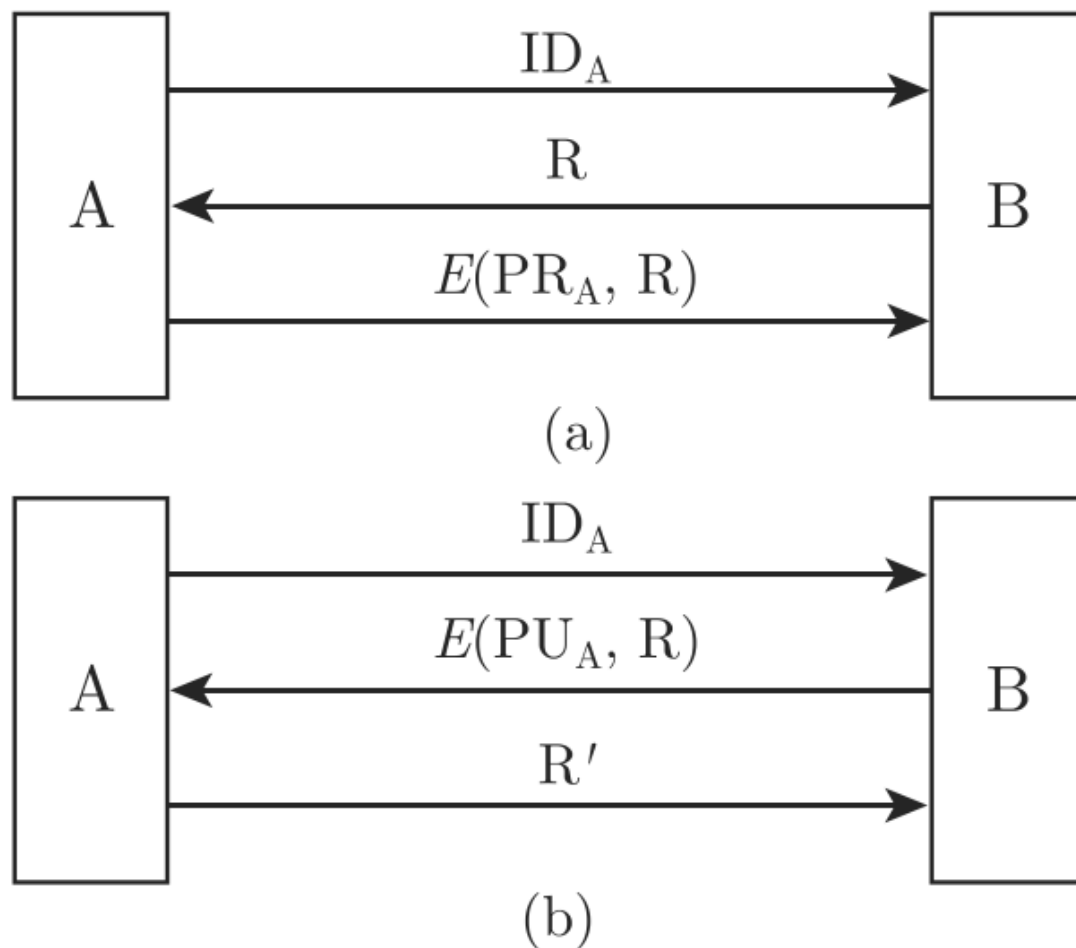 ID_A
R
A
B
E(PR_A, R)
(a)
ID_A
E(PU_A, R)
A
B
R′
(b)